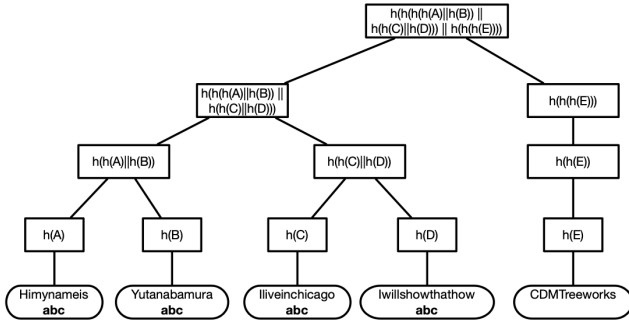 h(h(h(h(A)||h(B)) ||
h(h(C)||h(D))) || h(h(h(E))))
h(h(h(A)||h(B)) ||
h(h(C)||h(D)))
h(h(h(E)))
h(h(A)||h(B))
h(h(C)||h(D))
h(h(E))
h(A)
h(B)
h(C)
h(D)
h(E)
Himynameis
abc
Yutanabamura
abc
Iliveinchicago
abc
Iwillshowthathow
abc
CDMTreeworks